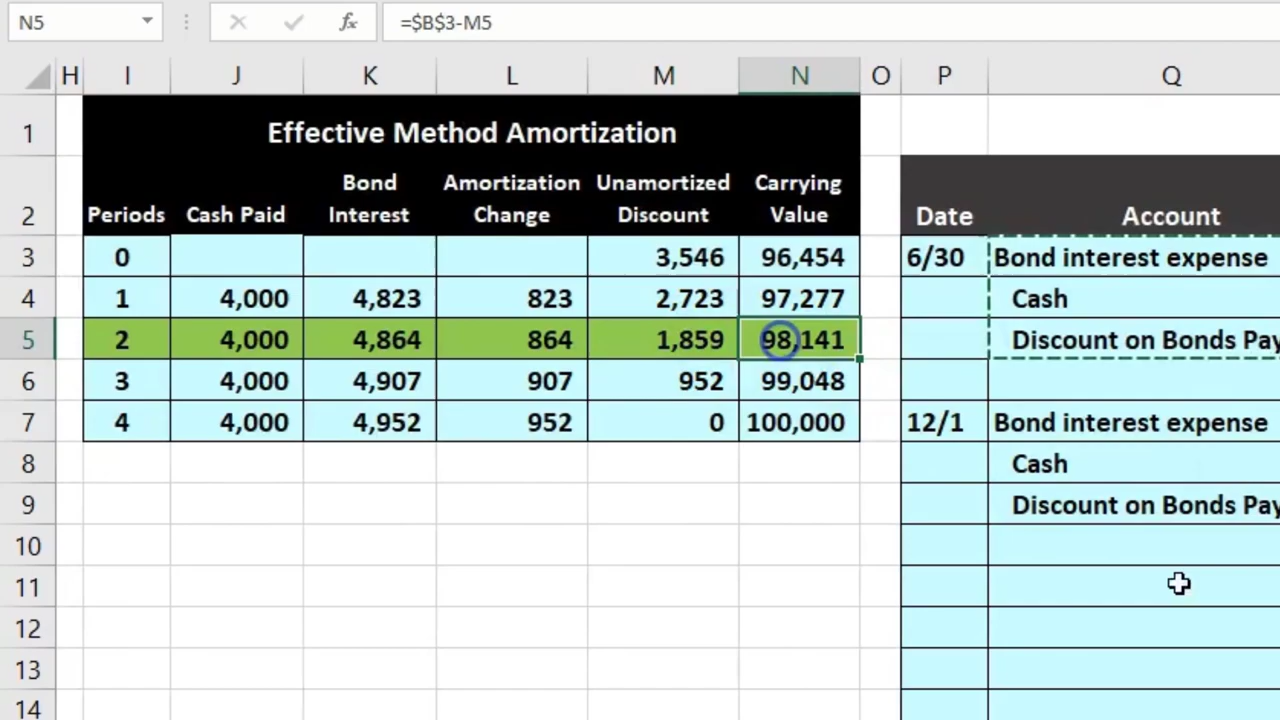 N5 fx =$B$3-M5
H I J K L M N O P Q
1 Effective Method Amortization
Bond Amortization Unamortized Carrying
2 Periods Cash Paid Interest Change Discount Value Date Account
3 0 3,546 96,454 6/30 Bond interest expense
4 1 4,000 4,823 823 2,723 97,277 Cash
5 2 4,000 4,864 864 1,859 98,141 Discount on Bonds Pay
6 3 4,000 4,907 907 952 99,048
7 4 4,000 4,952 952 0 100,000 12/1 Bond interest expense
8 Cash
9 Discount on Bonds Pay
10
11
12
13
14